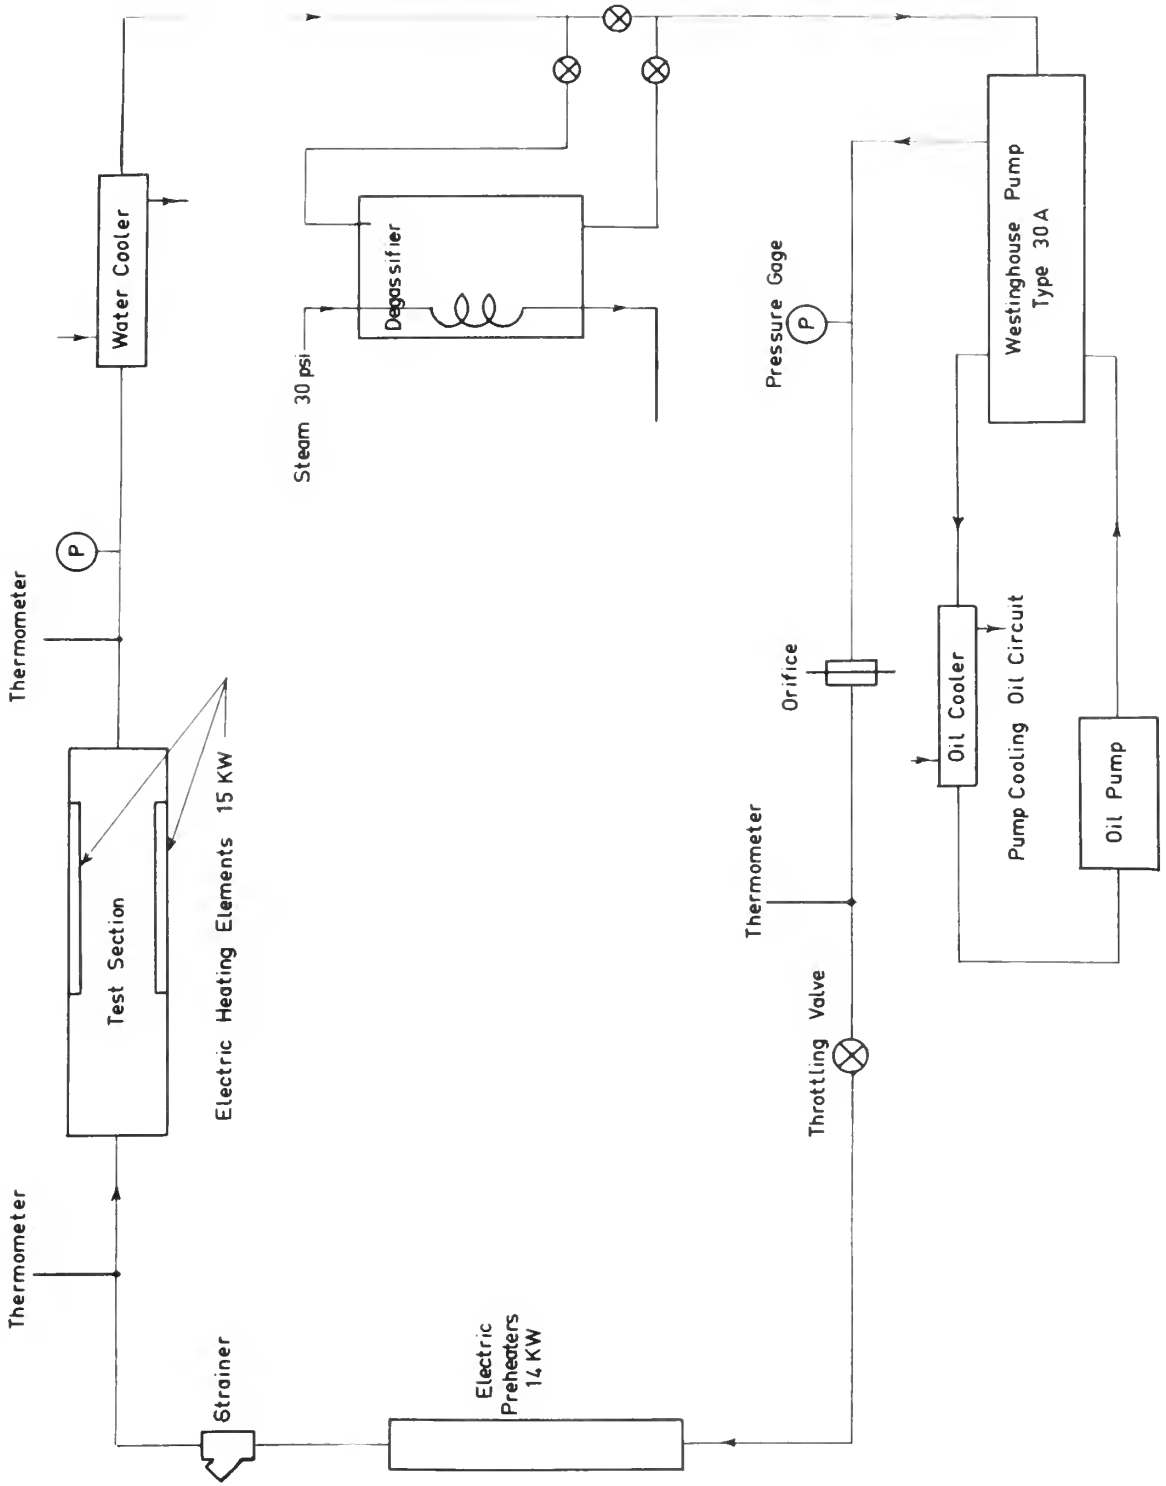 Thermometer
Thermometer
P
Test Section
Water Cooler
Strainer
Electric Heating Elements 15 KW
Steam 30 psi
Degassifier
Electric
Preheaters
14 KW
Thermometer
Pressure Gage
P
Orifice
Throttling Valve
Oil Cooler
Westinghouse Pump
Type 30A
Pump Cooling Oil Circuit
Oil Pump